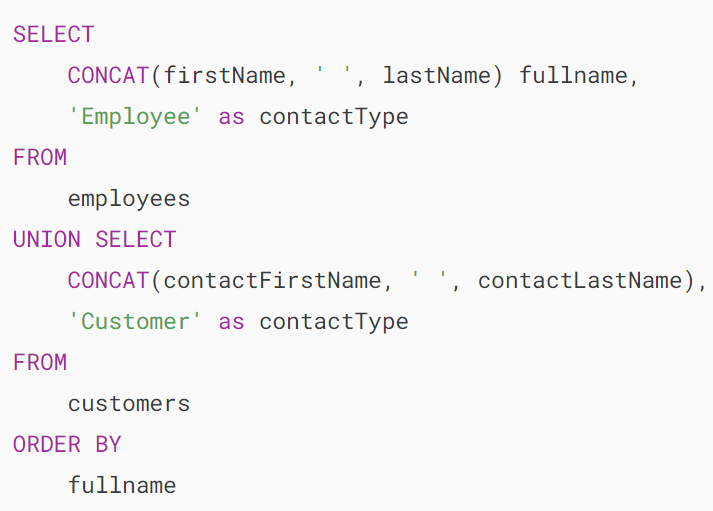 SELECT
    CONCAT(firstName, ' ', lastName) fullname,
    'Employee' as contactType
FROM
    employees
UNION SELECT
    CONCAT(contactFirstName, ' ', contactLastName),
    'Customer' as contactType
FROM
    customers
ORDER BY
    fullname